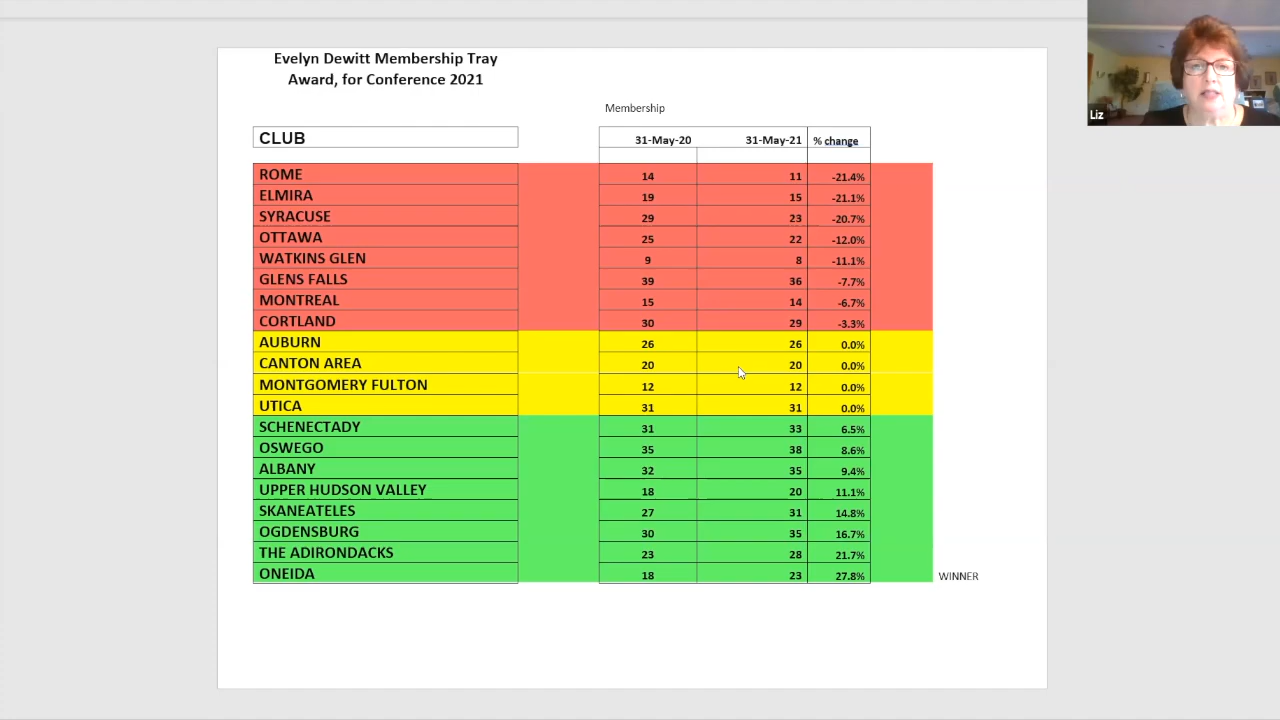 Evelyn Dewitt Membership Tray
Award, for Conference 2021
Membership
CLUB 31-May-20 31-May-21 % change
ROME 14 11 -21.4%
ELMIRA 19 15 -21.1%
SYRACUSE 29 23 -20.7%
OTTAWA 25 22 -12.0%
WATKINS GLEN 9 8 -11.1%
GLENS FALLS 39 36 -7.7%
MONTREAL 15 14 -6.7%
CORTLAND 30 29 -3.3%
AUBURN 26 26 0.0%
CANTON AREA 20 20 0.0%
MONTGOMERY FULTON 12 12 0.0%
UTICA 31 31 0.0%
SCHENECTADY 31 33 6.5%
OSWEGO 35 38 8.6%
ALBANY 32 35 9.4%
UPPER HUDSON VALLEY 18 20 11.1%
SKANEATELES 27 31 14.8%
OGDENSBURG 30 35 16.7%
THE ADIRONDACKS 23 28 21.7%
ONEIDA 18 23 27.8% WINNER
Liz